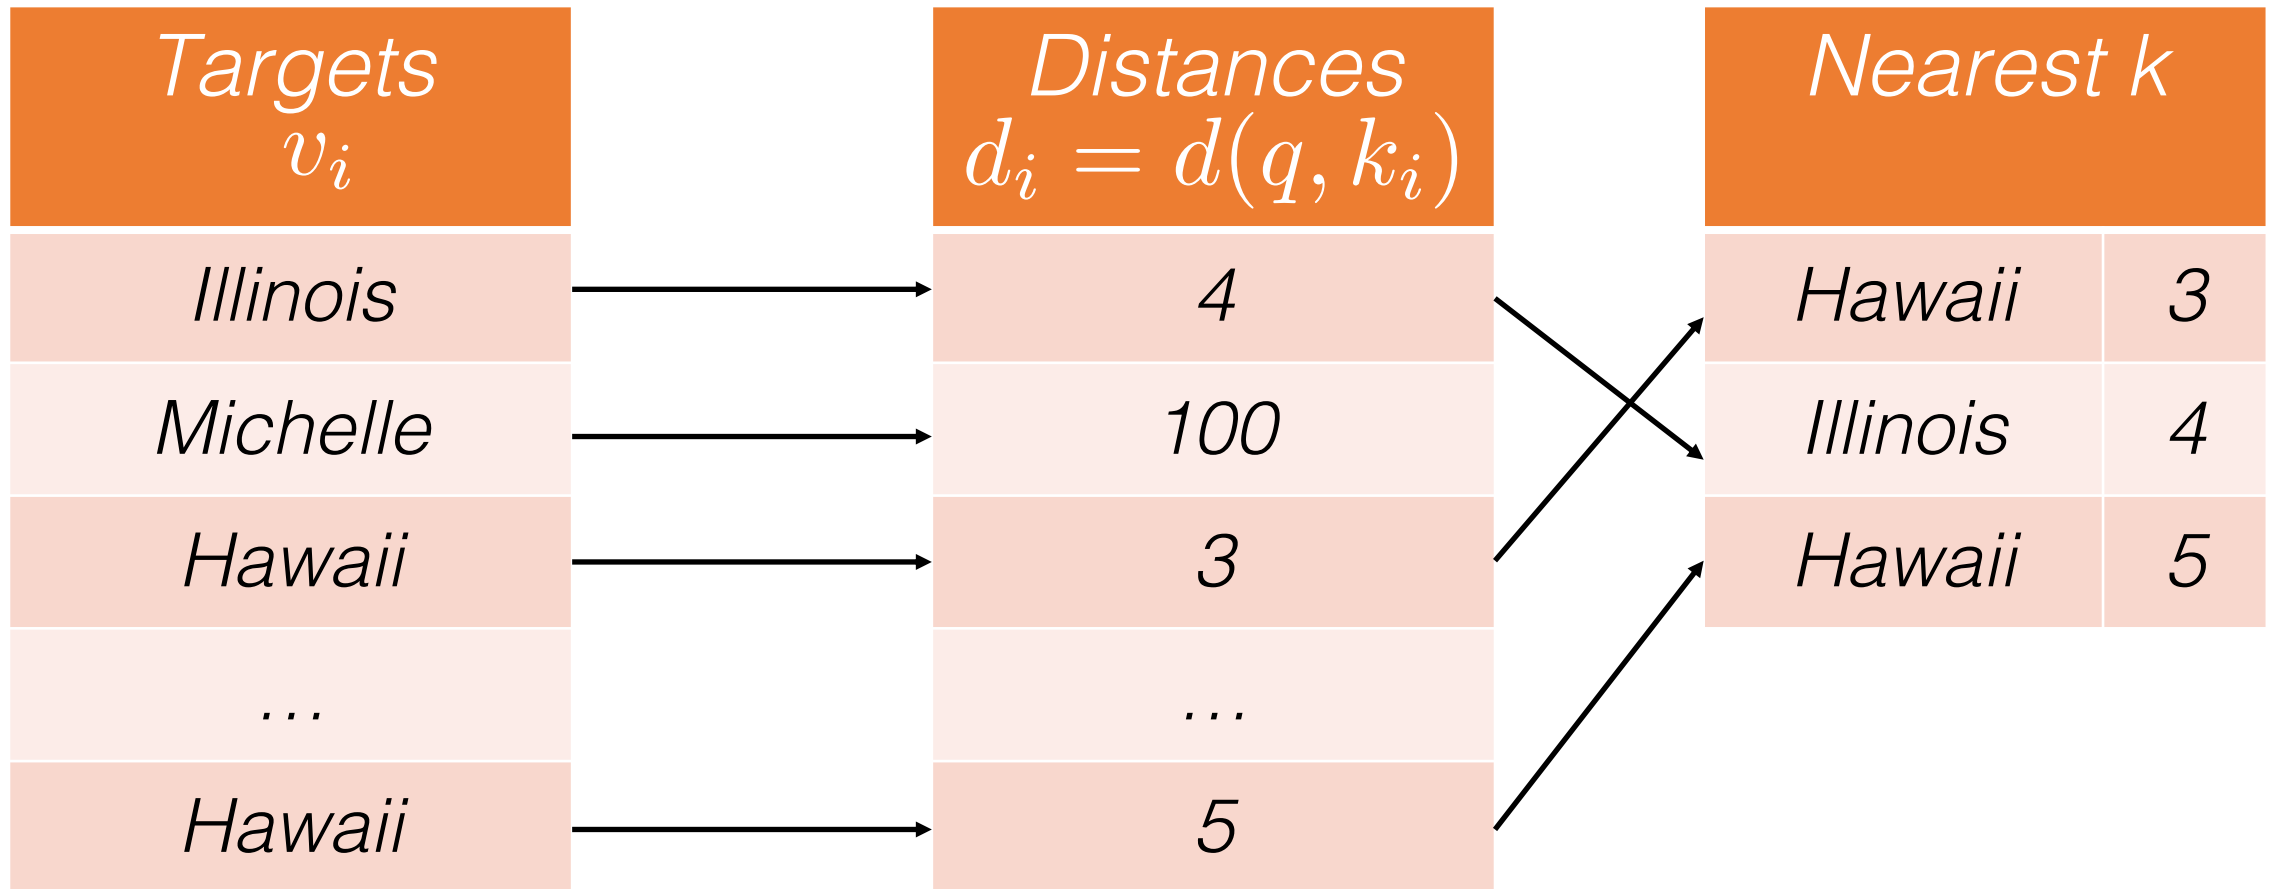 Targets
v_i
Distances
d_i = d(q, k_i)
Nearest k
Illinois
4
Hawaii 3
Michelle
100
Illinois 4
Hawaii
3
Hawaii 5
...
...
Hawaii
5